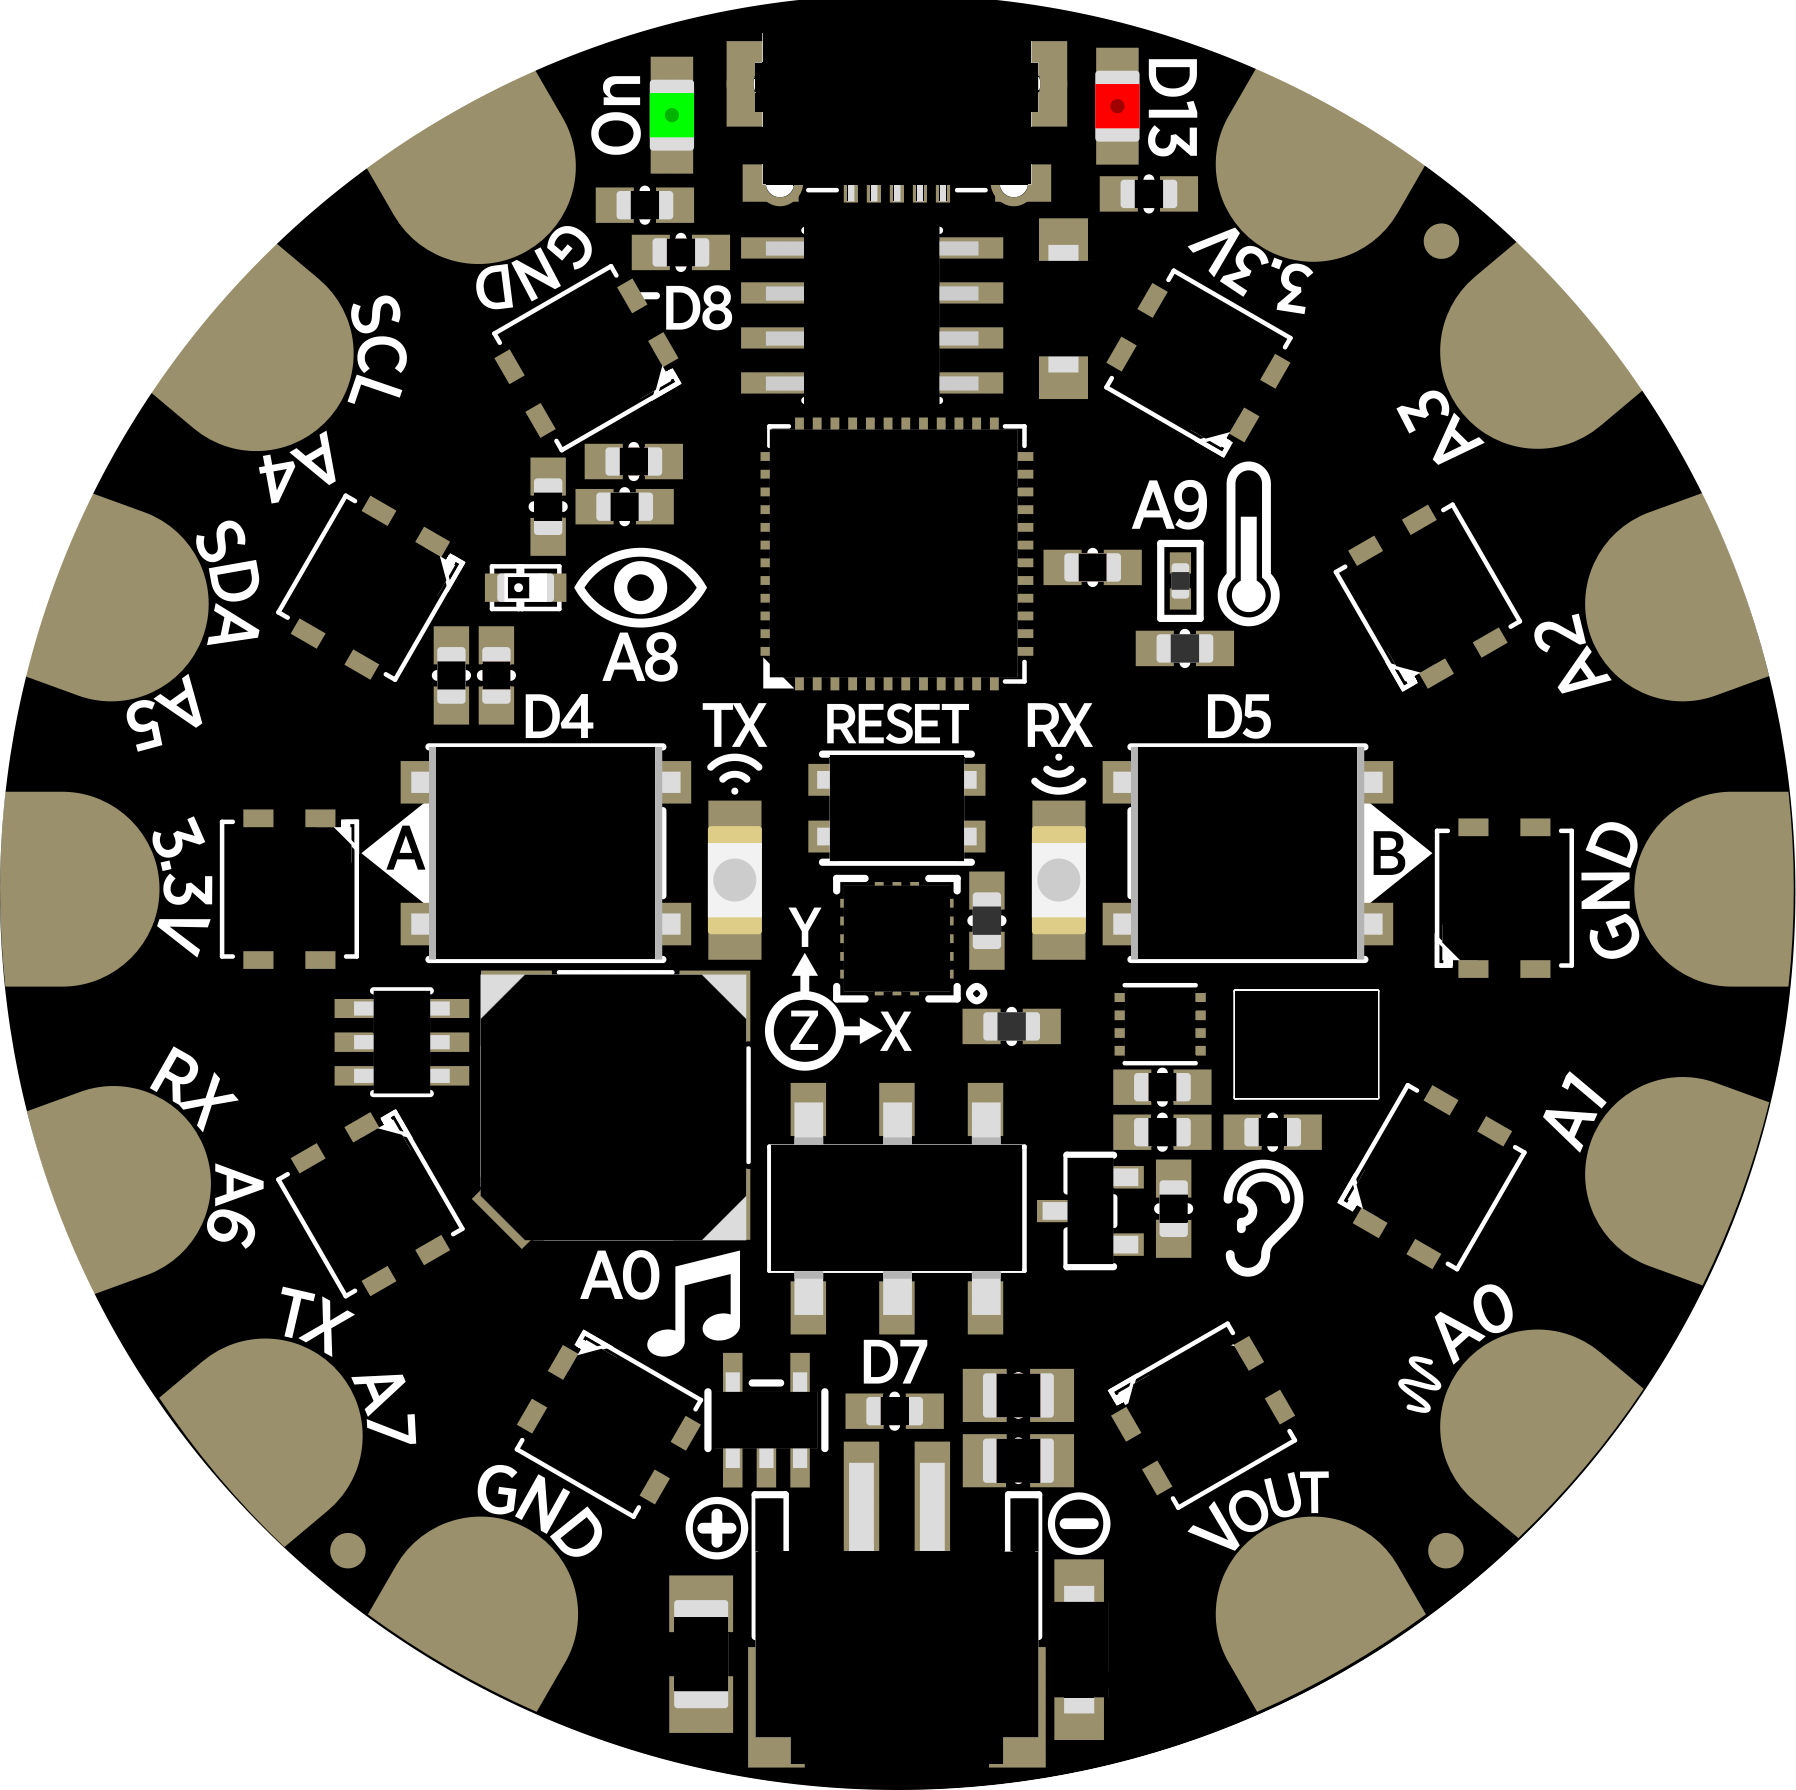 On
D13
GND
D8
3.3V
SCL
A4
A3
SDA
A5
A9
A8
A2
D4
TX
RESET
RX
D5
3.3V
A
B
GND
Y
Z
X
RX
A6
A1
A0
TX
A7
D7
A0
GND
VOUT